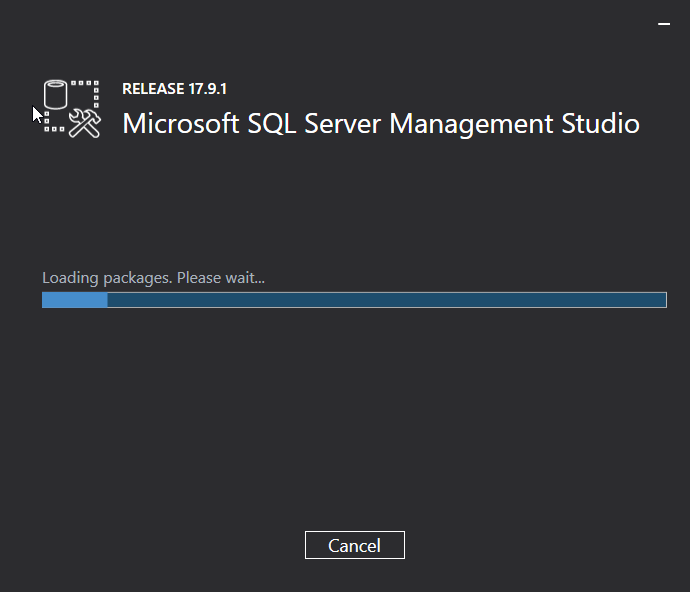 RELEASE 17.9.1
Microsoft SQL Server Management Studio
Loading packages. Please wait...
Cancel